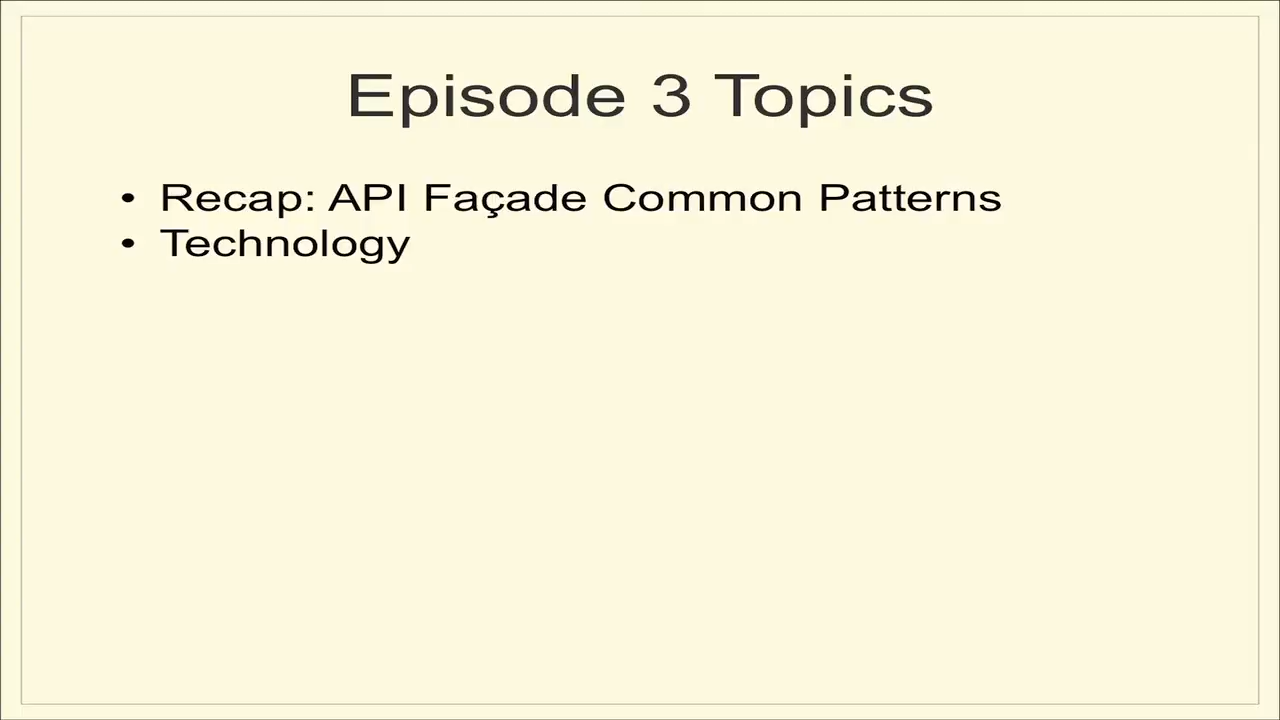 Episode 3 Topics
• Recap: API Façade Common Patterns
• Technology